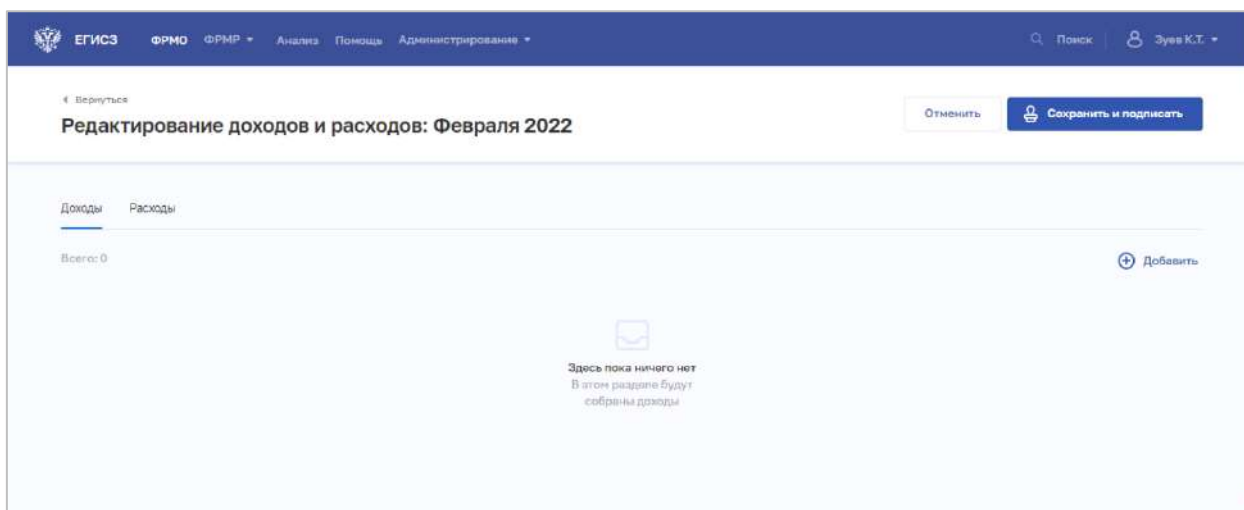 ЕГИСЗ ФРМО ФРМР Анализ Помощь Администрирование Поиск Зуев К.Т.
Вернуться
Редактирование доходов и расходов: Февраля 2022
Отменить Сохранить и подписать
Доходы Расходы
Всего: 0
Добавить
Здесь пока ничего нет
В этом разделе будут
собраны доходы